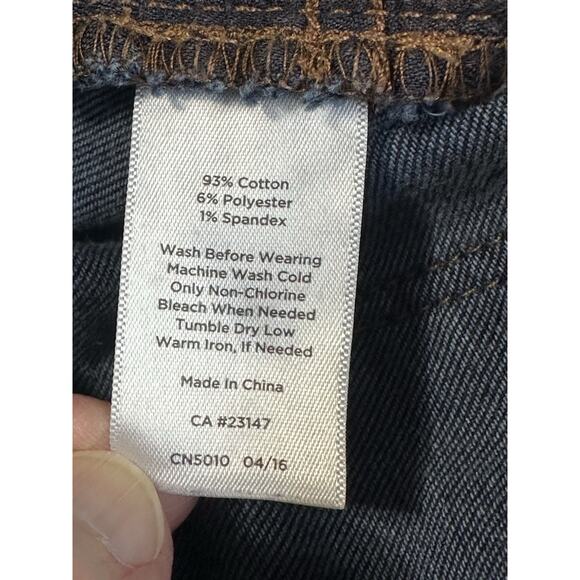 93% Cotton
6% Polyester
1% Spandex
Wash Before Wearing
Machine Wash Cold
Only Non-Chlorine
Bleach When Needed
Tumble Dry Low
Warm Iron, If Needed
Made In China
CA #23147
CN5010 04/16